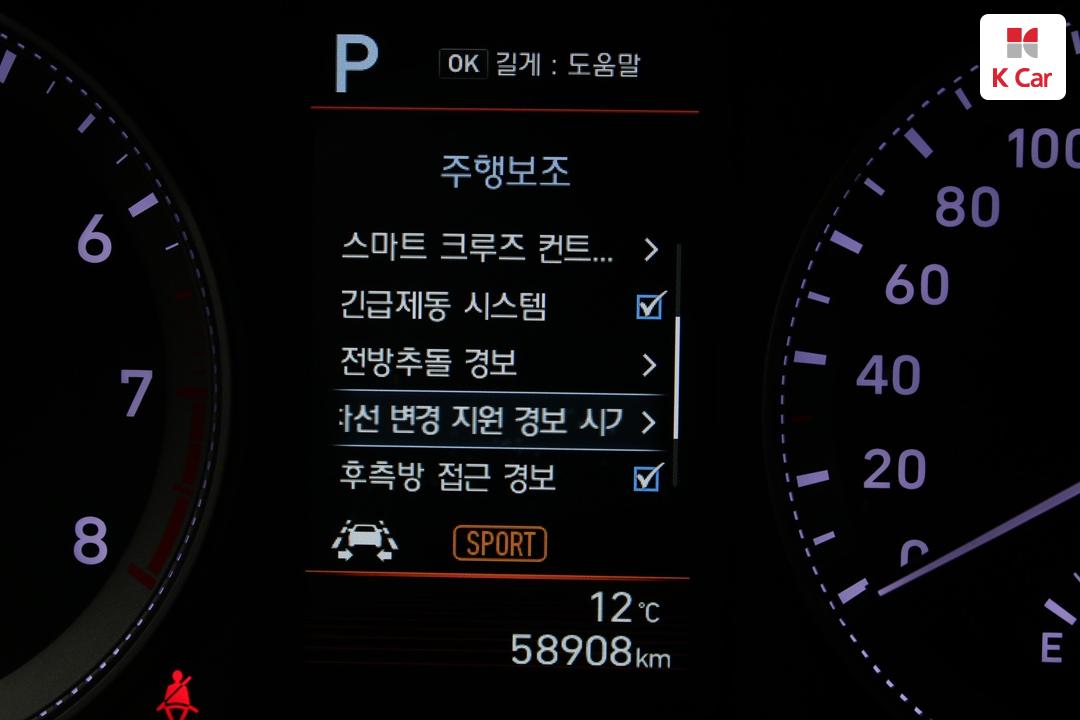 P
OK 길게 : 도움말
K Car
주행보조
스마트 크루즈 컨트...
긴급제동 시스템
전방추돌 경보
변경 지원 경보
후측방 접근 경보
SPORT
12℃
58908km
6
7
8
100
80
60
40
20
0
E